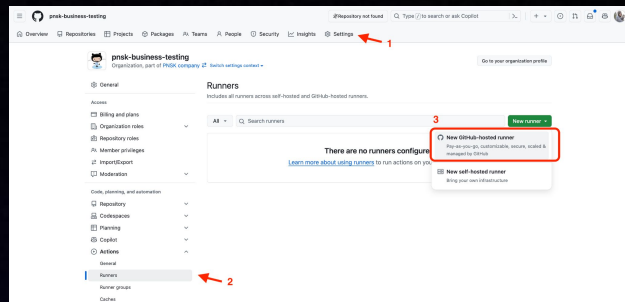 pnsk-business-testing
Repository not found
Type / to search or ask Copilot
Overview
Repositories
Projects
Packages
Teams
People
Security
Insights
Settings
1
pnsk-business-testing
Organization, part of PNSK company Switch settings context
Go to your organization profile
General
Access
Billing and plans
Organization roles
Repository roles
Member privileges
Import/Export
Moderation
Code, planning, and automation
Repository
Codespaces
Planning
Copilot
Actions
General
Runners
2
Runner groups
Caches
Runners
Includes all runners across self-hosted and GitHub-hosted runners.
All
Search runners
3
New runner
New GitHub-hosted runner
Pay-as-you-go, customizable, secure, scaled &
managed by GitHub
New self-hosted runner
Bring your own infrastructure
There are no runners configure
Learn more about using runners to run actions on you